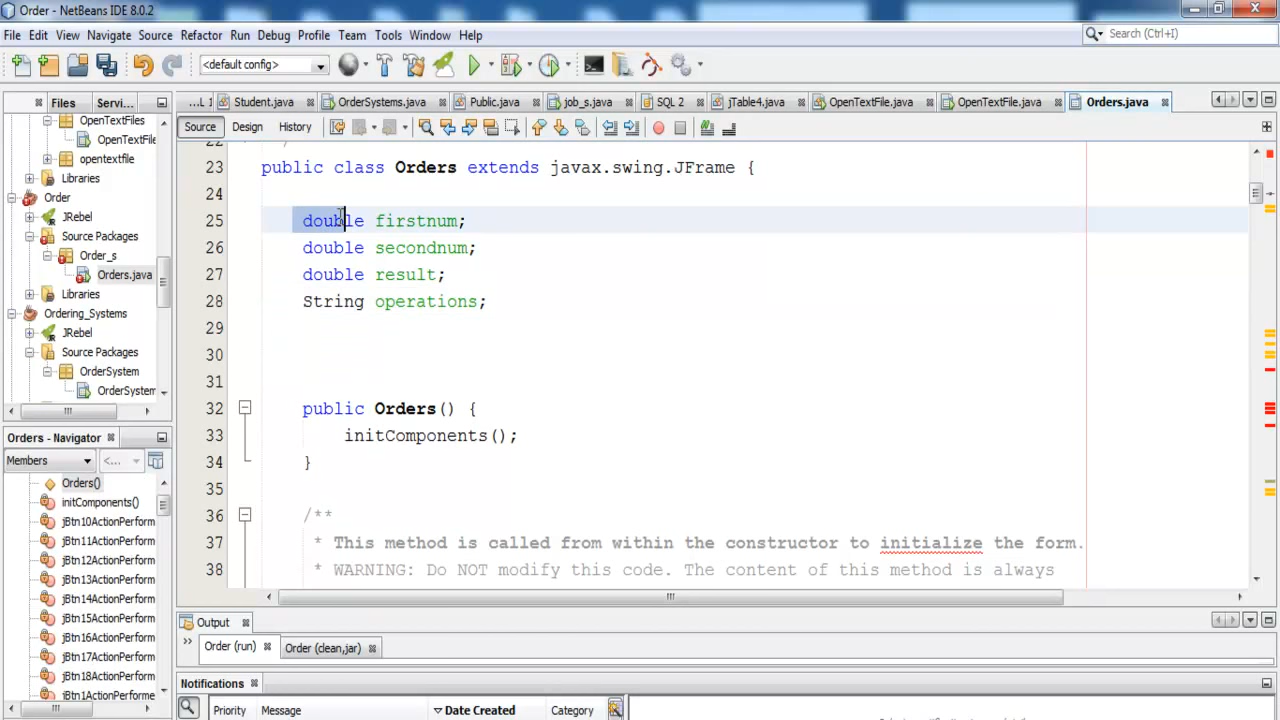 Order - NetBeans IDE 8.0.2
File Edit View Navigate Source Refactor Run Debug Profile Team Tools Window Help
Search (Ctrl+I)
<default config>
Files Servi...
...L 1 Student.java OrderSystems.java Public.java job_s.java SQL 2 jTable4.java OpenTextFile.java OpenTextFile.java Orders.java
Source Design History
OpenTextFiles
OpenTextFile
opentextfile
Libraries
Order
JRebel
Source Packages
Order_s
Orders.java
Libraries
Ordering_Systems
JRebel
Source Packages
OrderSystem
OrderSystem
Orders - Navigator
Members <...
Orders()
initComponents()
jBtn10ActionPerform
jBtn11ActionPerform
jBtn12ActionPerform
jBtn13ActionPerform
jBtn14ActionPerform
jBtn15ActionPerform
jBtn16ActionPerform
jBtn17ActionPerform
jBtn18ActionPerform
jBtn1ActionPerforme
22 */
23 public class Orders extends javax.swing.JFrame {
24
25 double firstnum;
26 double secondnum;
27 double result;
28 String operations;
29
30
31
32 public Orders() {
33 initComponents();
34 }
35
36 /**
37 * This method is called from within the constructor to initialize the form.
38 * WARNING: Do NOT modify this code. The content of this method is always
Output
Order (run) Order (clean,jar)
Notifications
Priority Message Date Created Category